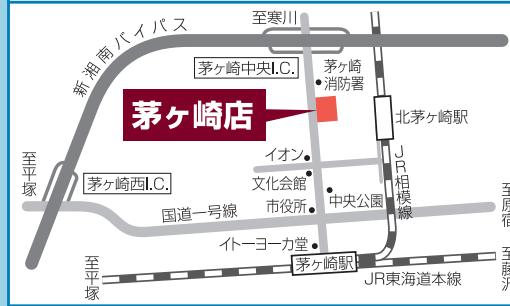 至寒川
新湘南バイパス
茅ヶ崎中央I.C.
茅ヶ崎
消防署
茅ヶ崎店
北茅ヶ崎駅
イオン
JR相模線
至平塚
茅ヶ崎西I.C.
文化会館
中央公園
市役所
国道一号線
至原宿
イトーヨーカ堂
茅ヶ崎駅
至平塚
JR東海道本線
至藤沢